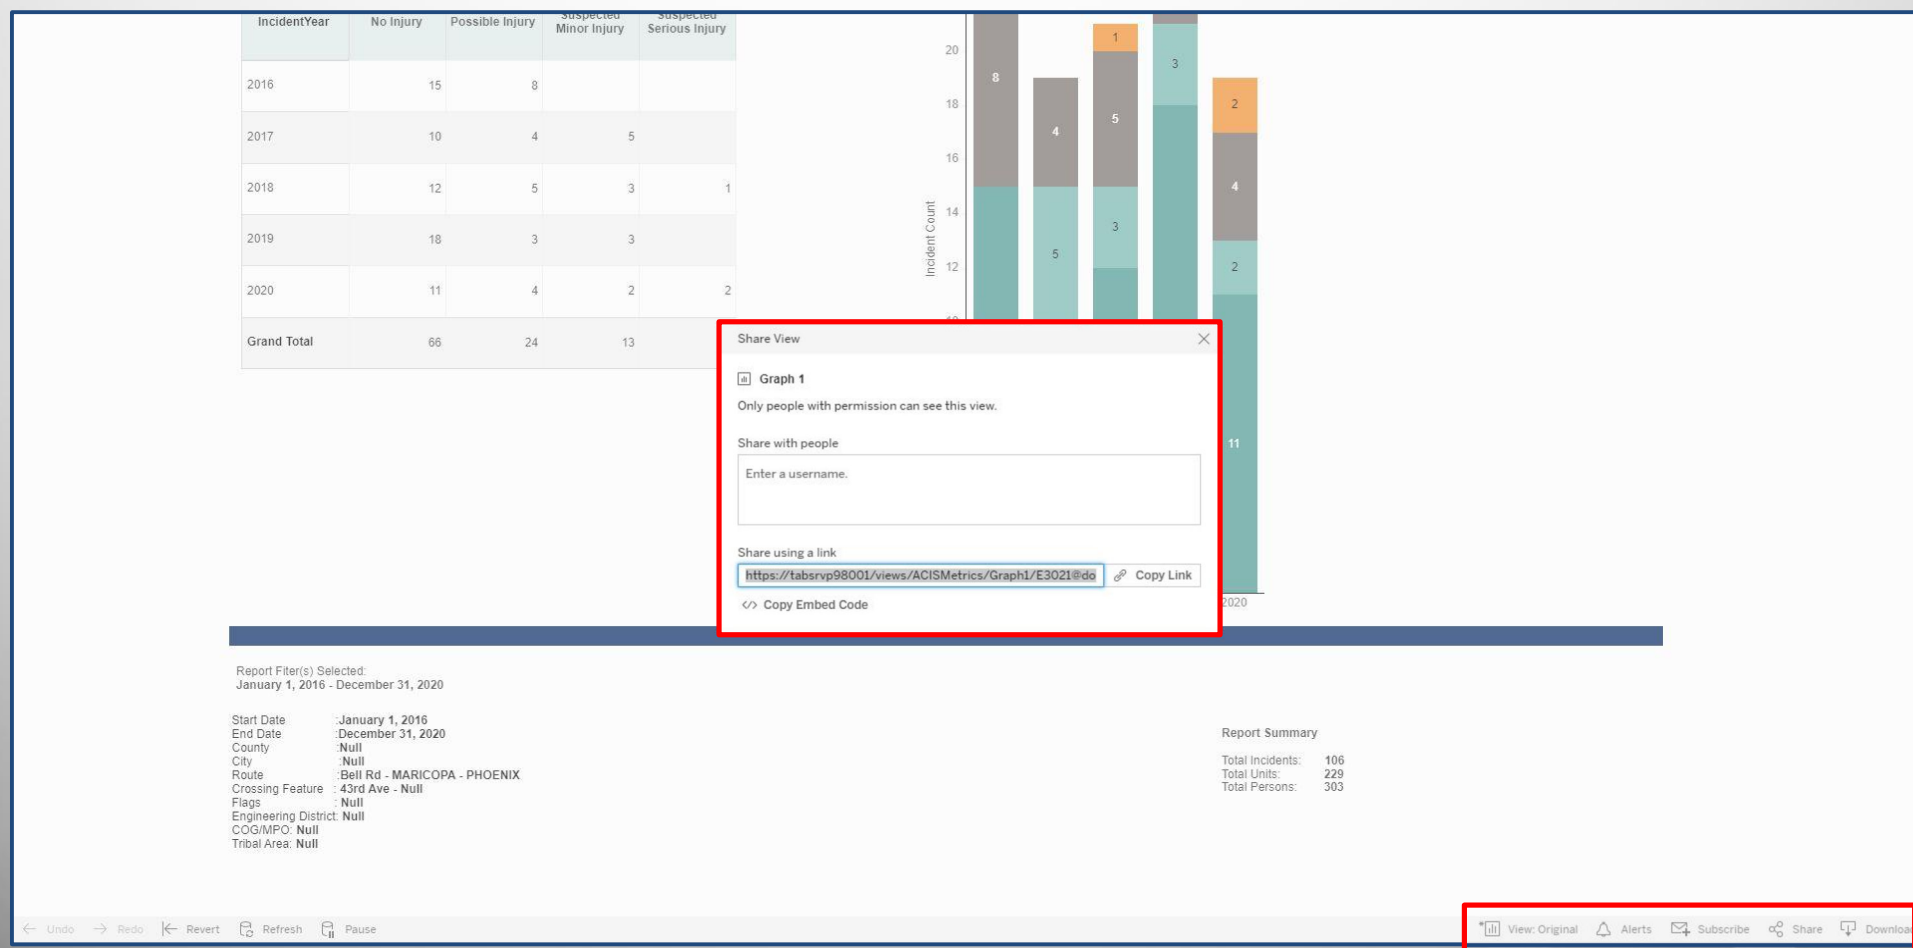 IncidentYear No Injury Possible Injury Suspected Minor Injury Suspected Serious Injury
2016 15 8
2017 10 4 5
2018 12 5 3 1
2019 18 3 3
2020 11 4 2 2
Grand Total 66 24 13
Incident Count
20
18
16
14
12
8
4 5
1 5 3
3
2 4 2 11
2020
Share View
Graph 1
Only people with permission can see this view.
Share with people
Enter a username.
Share using a link
https://tabsrvp98001/views/ACISMetrics/Graph1/E3021@do Copy Link
</> Copy Embed Code
Report Fiter(s) Selected:
January 1, 2016 - December 31, 2020
Start Date :January 1, 2016
End Date :December 31, 2020
County :Null
City :Null
Route :Bell Rd - MARICOPA - PHOENIX
Crossing Feature : 43rd Ave - Null
Flags : Null
Engineering District: Null
COG/MPO: Null
Tribal Area: Null
Report Summary
Total Incidents: 106
Total Units: 229
Total Persons: 303
Undo Redo Revert Refresh Pause
View: Original Alerts Subscribe Share Download